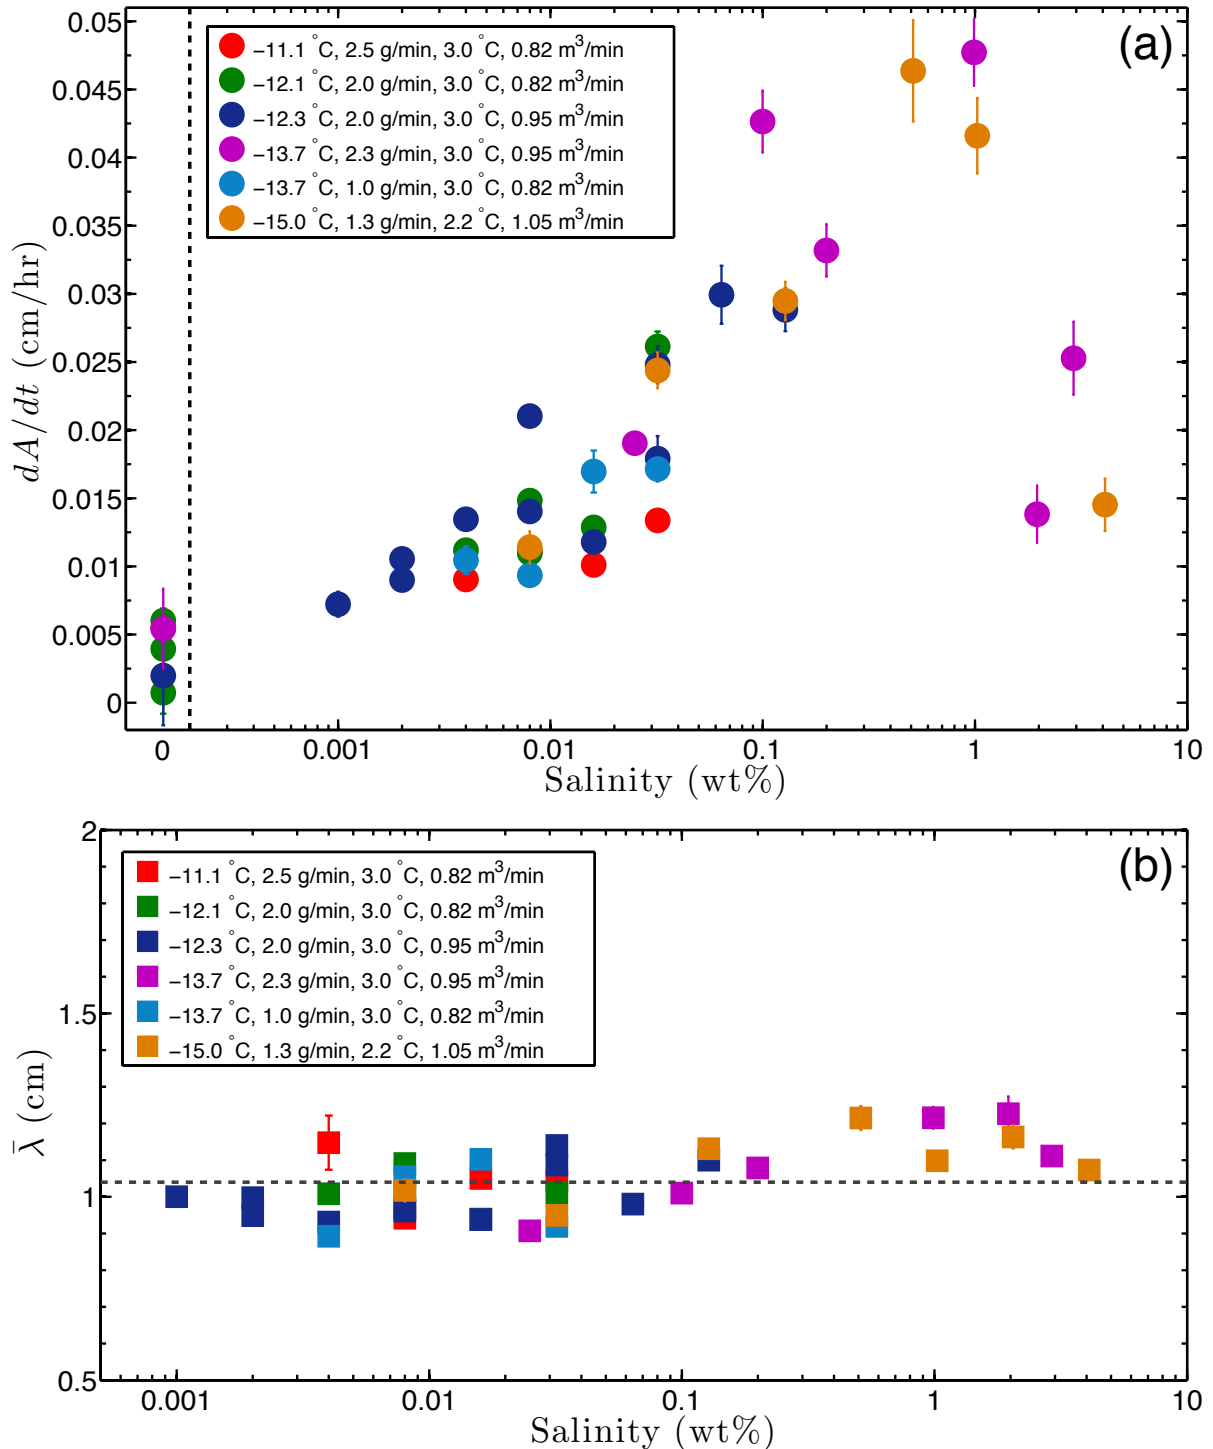 (a)
−11.1 °C, 2.5 g/min, 3.0 °C, 0.82 m³/min
−12.1 °C, 2.0 g/min, 3.0 °C, 0.82 m³/min
−12.3 °C, 2.0 g/min, 3.0 °C, 0.95 m³/min
−13.7 °C, 2.3 g/min, 3.0 °C, 0.95 m³/min
−13.7 °C, 1.0 g/min, 3.0 °C, 0.82 m³/min
−15.0 °C, 1.3 g/min, 2.2 °C, 1.05 m³/min
0.05
0.045
0.04
0.035
0.03
0.025
0.02
0.015
0.01
0.005
0
dA/dt (cm/hr)
0 0.001 0.01 0.1 1 10
Salinity (wt%)
(b)
−11.1 °C, 2.5 g/min, 3.0 °C, 0.82 m³/min
−12.1 °C, 2.0 g/min, 3.0 °C, 0.82 m³/min
−12.3 °C, 2.0 g/min, 3.0 °C, 0.95 m³/min
−13.7 °C, 2.3 g/min, 3.0 °C, 0.95 m³/min
−13.7 °C, 1.0 g/min, 3.0 °C, 0.82 m³/min
−15.0 °C, 1.3 g/min, 2.2 °C, 1.05 m³/min
2
1.5
1
0.5
λ̄ (cm)
0.001 0.01 0.1 1 10
Salinity (wt%)